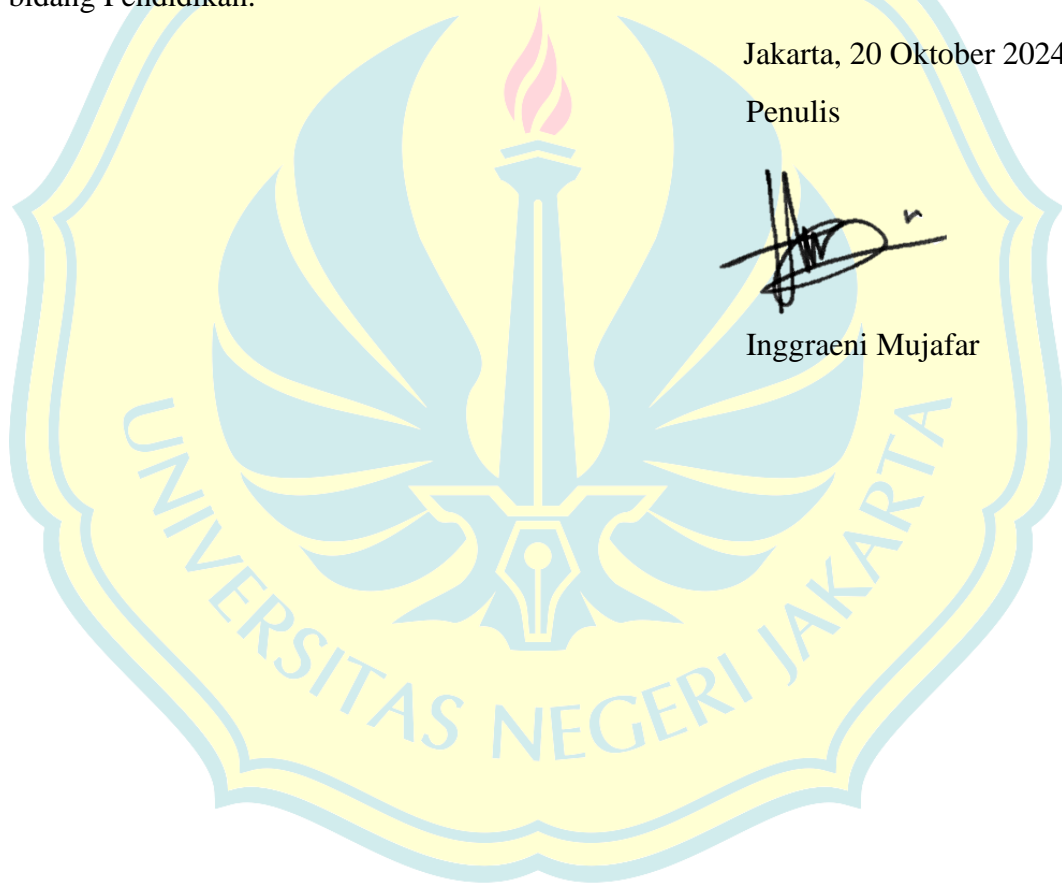 bidang Pendidikan.
Jakarta, 20 Oktober 2024
Penulis
Inggraeni Mujafar
UNIVERSITAS NEGERI JAKARTA